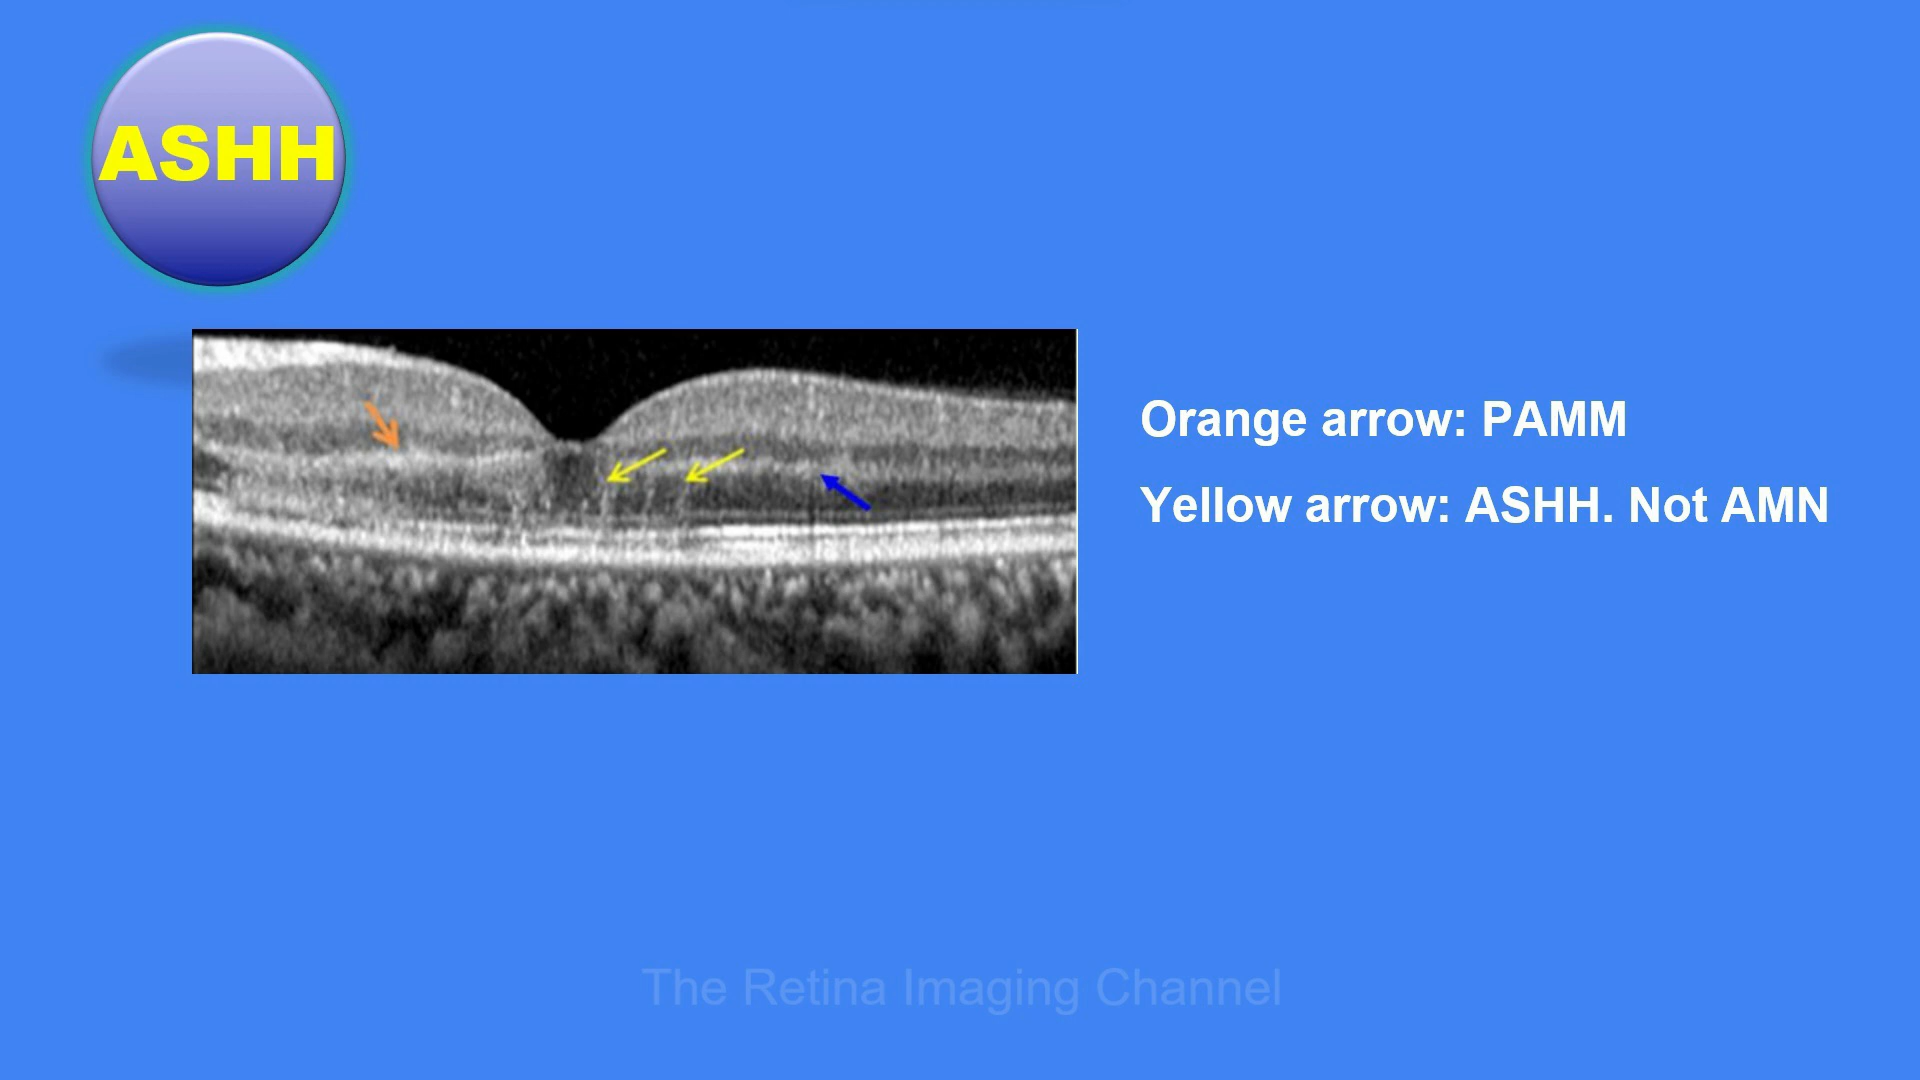 ASHH
Orange arrow: PAMM
Yellow arrow: ASHH. Not AMN
The Retina Imaging Channel